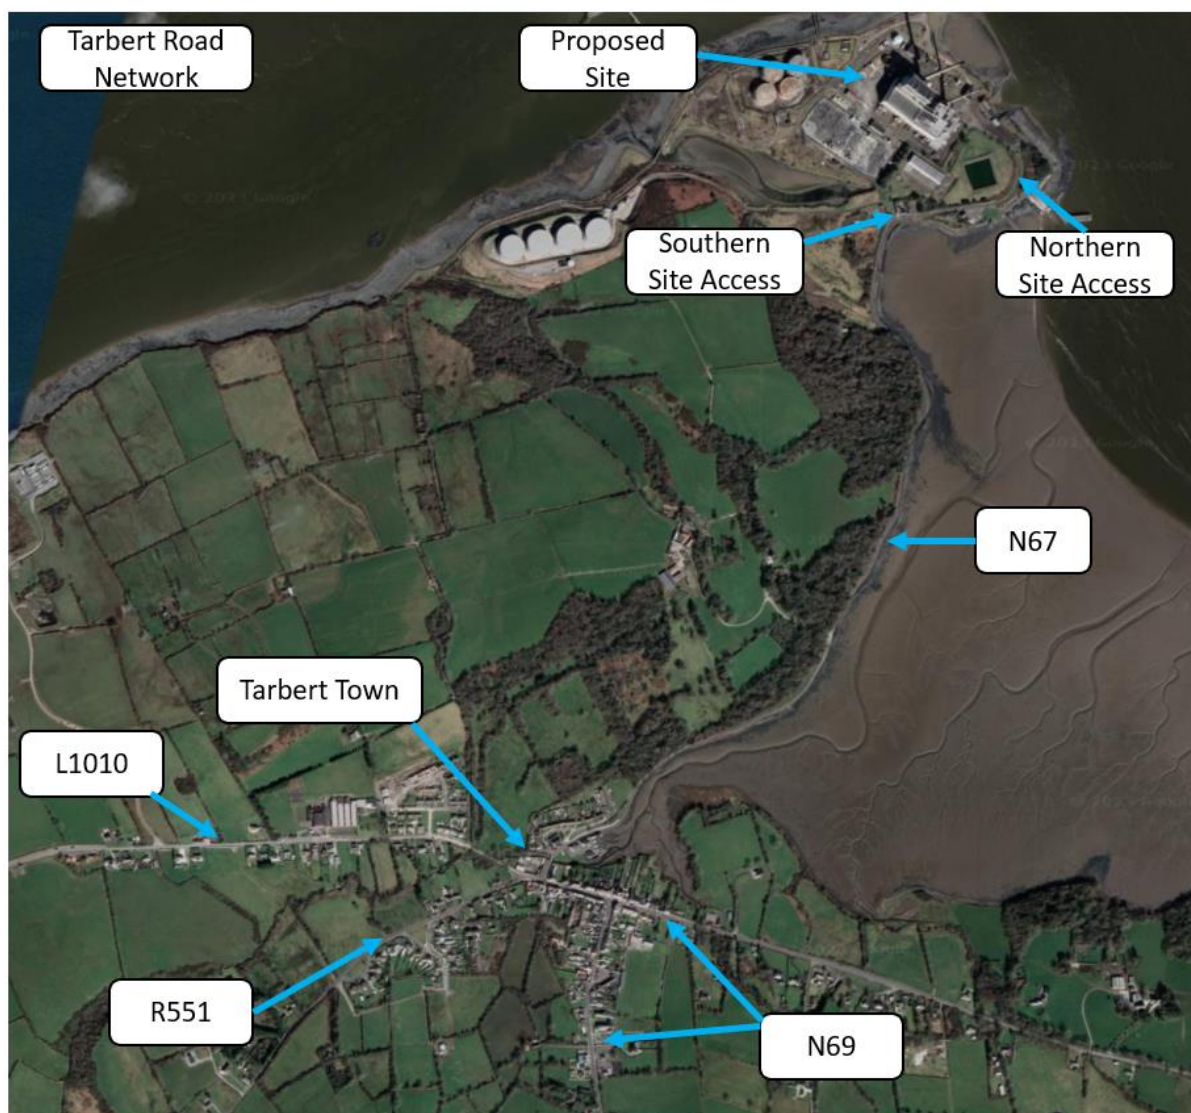 Tarbert Road
Network
Proposed
Site
Southern
Site Access
Northern
Site Access
N67
Tarbert Town
L1010
R551
N69